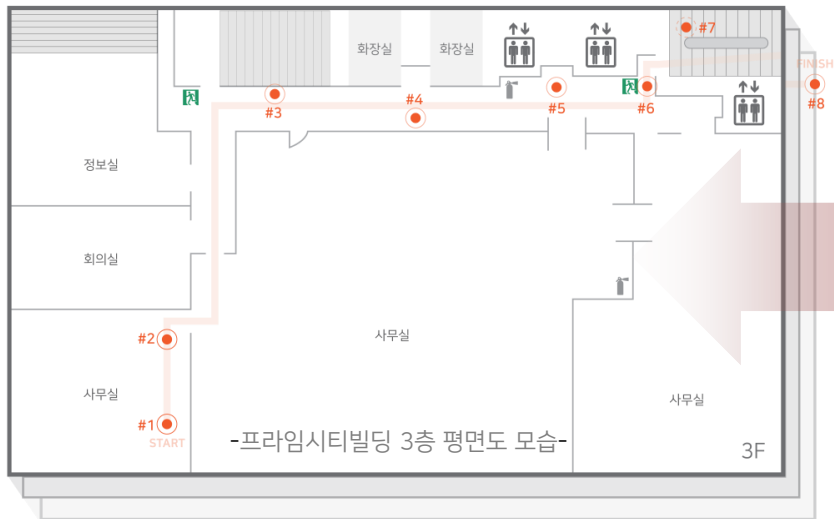 #7
화장실
화장실
FINISH
#3
#4
#5
#6
#8
정보실
회의실
#2
사무실
사무실
사무실
#1
START
-프라임시티빌딩 3층 평면도 모습-
3F